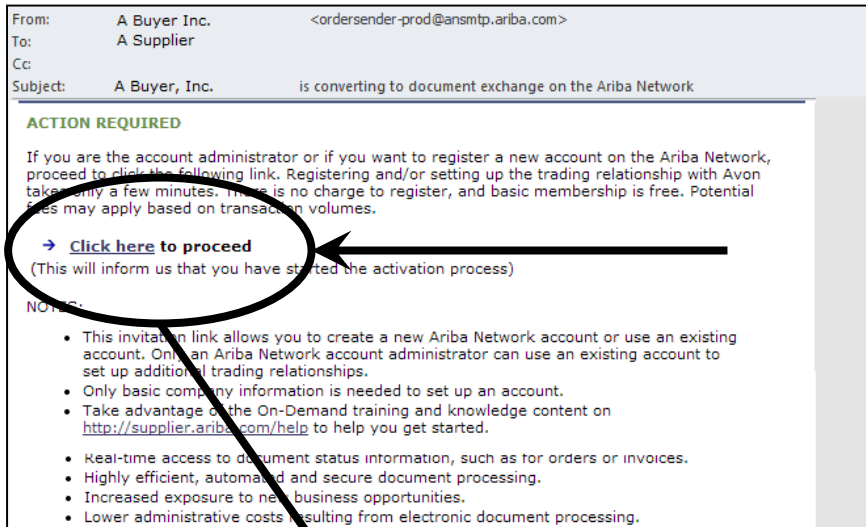 From: A Buyer Inc. <ordersender-prod@ansmtp.ariba.com>
To: A Supplier
Cc:
Subject: A Buyer, Inc. is converting to document exchange on the Ariba Network
ACTION REQUIRED
If you are the account administrator or if you want to register a new account on the Ariba Network,
proceed to click the following link. Registering and/or setting up the trading relationship with Avon
takes only a few minutes. There is no charge to register, and basic membership is free. Potential
fees may apply based on transaction volumes.
→ Click here to proceed
(This will inform us that you have started the activation process)
NOTES:
• This invitation link allows you to create a new Ariba Network account or use an existing
account. Only an Ariba Network account administrator can use an existing account to
set up additional trading relationships.
• Only basic company information is needed to set up an account.
• Take advantage of the On-Demand training and knowledge content on
http://supplier.ariba.com/help to help you get started.
• Real-time access to document status information, such as for orders or invoices.
• Highly efficient, automated and secure document processing.
• Increased exposure to new business opportunities.
• Lower administrative costs resulting from electronic document processing.